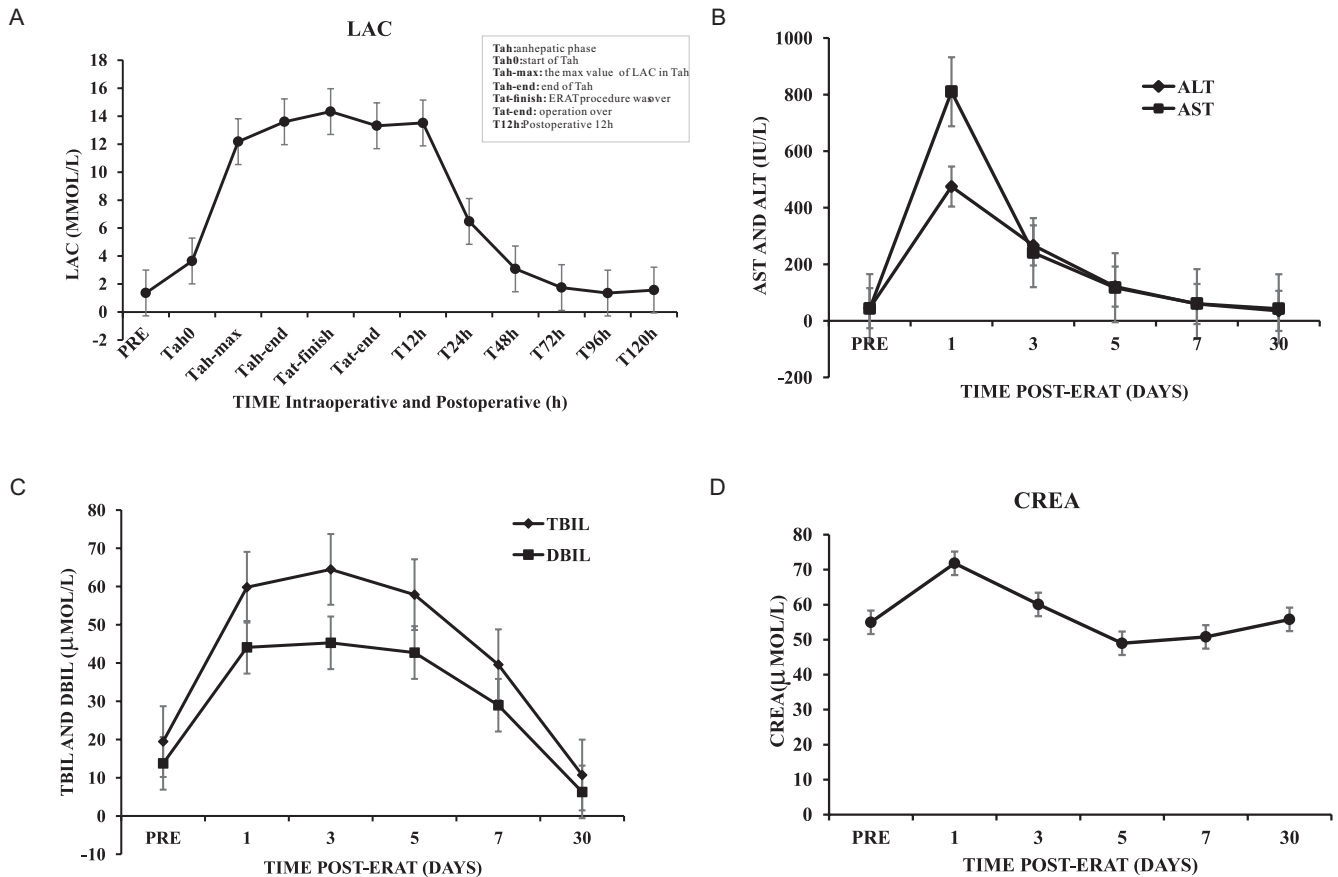 A
LAC
Tah:anhepatic phase
Tah0:start of Tah
Tah-max: the max value of LAC in Tah
Tah-end: end of Tah
Tat-finish: ERAT procedure was over
Tat-end: operation over
T12h:Postoperative 12h
LAC (MMOL/L)
18
16
14
12
10
8
6
4
2
0
-2
PRE
Tah0
Tah-max
Tah-end
Tat-finish
Tat-end
T12h
T24h
T48h
T72h
T96h
T120h
TIME Intraoperative and Postoperative (h)
B
AST AND ALT (IU/L)
1000
800
600
400
200
0
-200
ALT
AST
PRE 1 3 5 7 30
TIME POST-ERAT (DAYS)
C
TBIL AND DBIL (μMOL/L)
80
70
60
50
40
30
20
10
0
-10
TBIL
DBIL
PRE 1 3 5 7 30
TIME POST-ERAT (DAYS)
D
CREA
CREA(μMOL/L)
80
70
60
50
40
30
20
10
0
PRE 1 3 5 7 30
TIME POST-ERAT (DAYS)